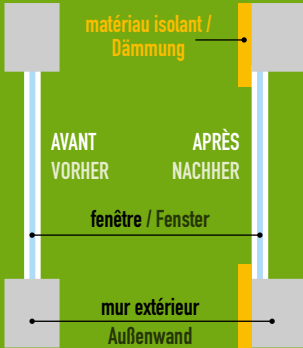 matériau isolant /
Dämmung
AVANT
VORHER
APRÈS
NACHHER
fenêtre / Fenster
mur extérieur
Außenwand